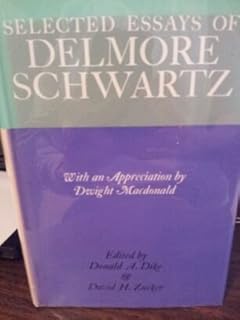 SELECTED ESSAYS OF
DELMORE
SCHWARTZ
With an Appreciation by
Dwight Macdonald
Edited by
Donald A. Dike
&
David H. Zucker